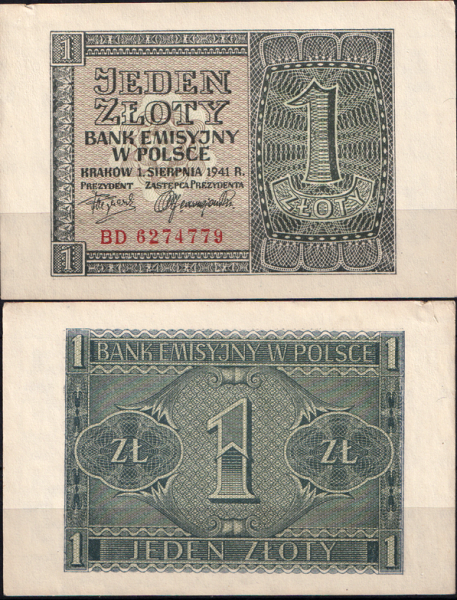 1
JEDEN
ZŁOTY
BANK EMISYJNY
W POLSCE
KRAKÓW 1. SIERPNIA 1941 R.
PREZYDENT ZASTĘPCA PREZYDENTA
BD 6274779
1
1
ZŁOTY
1 BANK EMISYJNY W POLSCE 1
ZŁ 1 ZŁ
1 JEDEN ZŁOTY 1